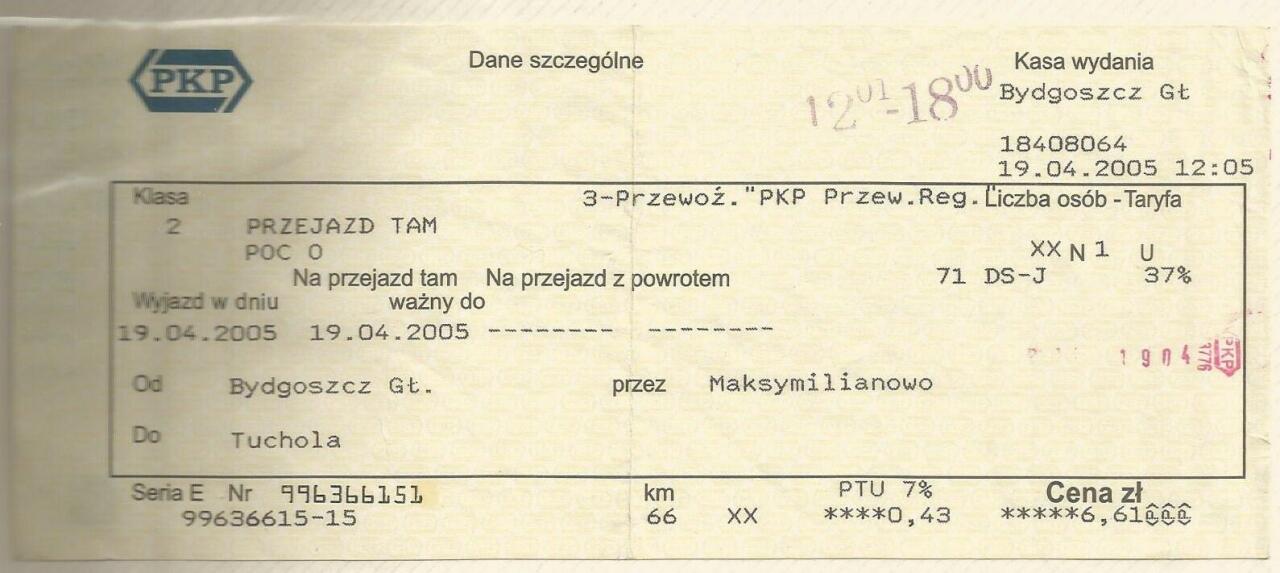 PKP
Dane szczególne
Kasa wydania
12⁰¹-18⁰⁰
Bydgoszcz Gł
18408064
19.04.2005 12:05
Klasa
3-Przewoź."PKP Przew.Reg."
Liczba osób - Taryfa
2 PRZEJAZD TAM
POC O
XX N 1 U
Na przejazd tam Na przejazd z powrotem
71 DS-J 37%
Wyjazd w dniu ważny do
19.04.2005 19.04.2005 -------- --------
1904 3776 PKP
Od Bydgoszcz Gł. przez Maksymilianowo
Do Tuchola
Seria E Nr 996366151
km PTU 7% Cena zł
99636615-15 66 XX ****0,43 *****6,61